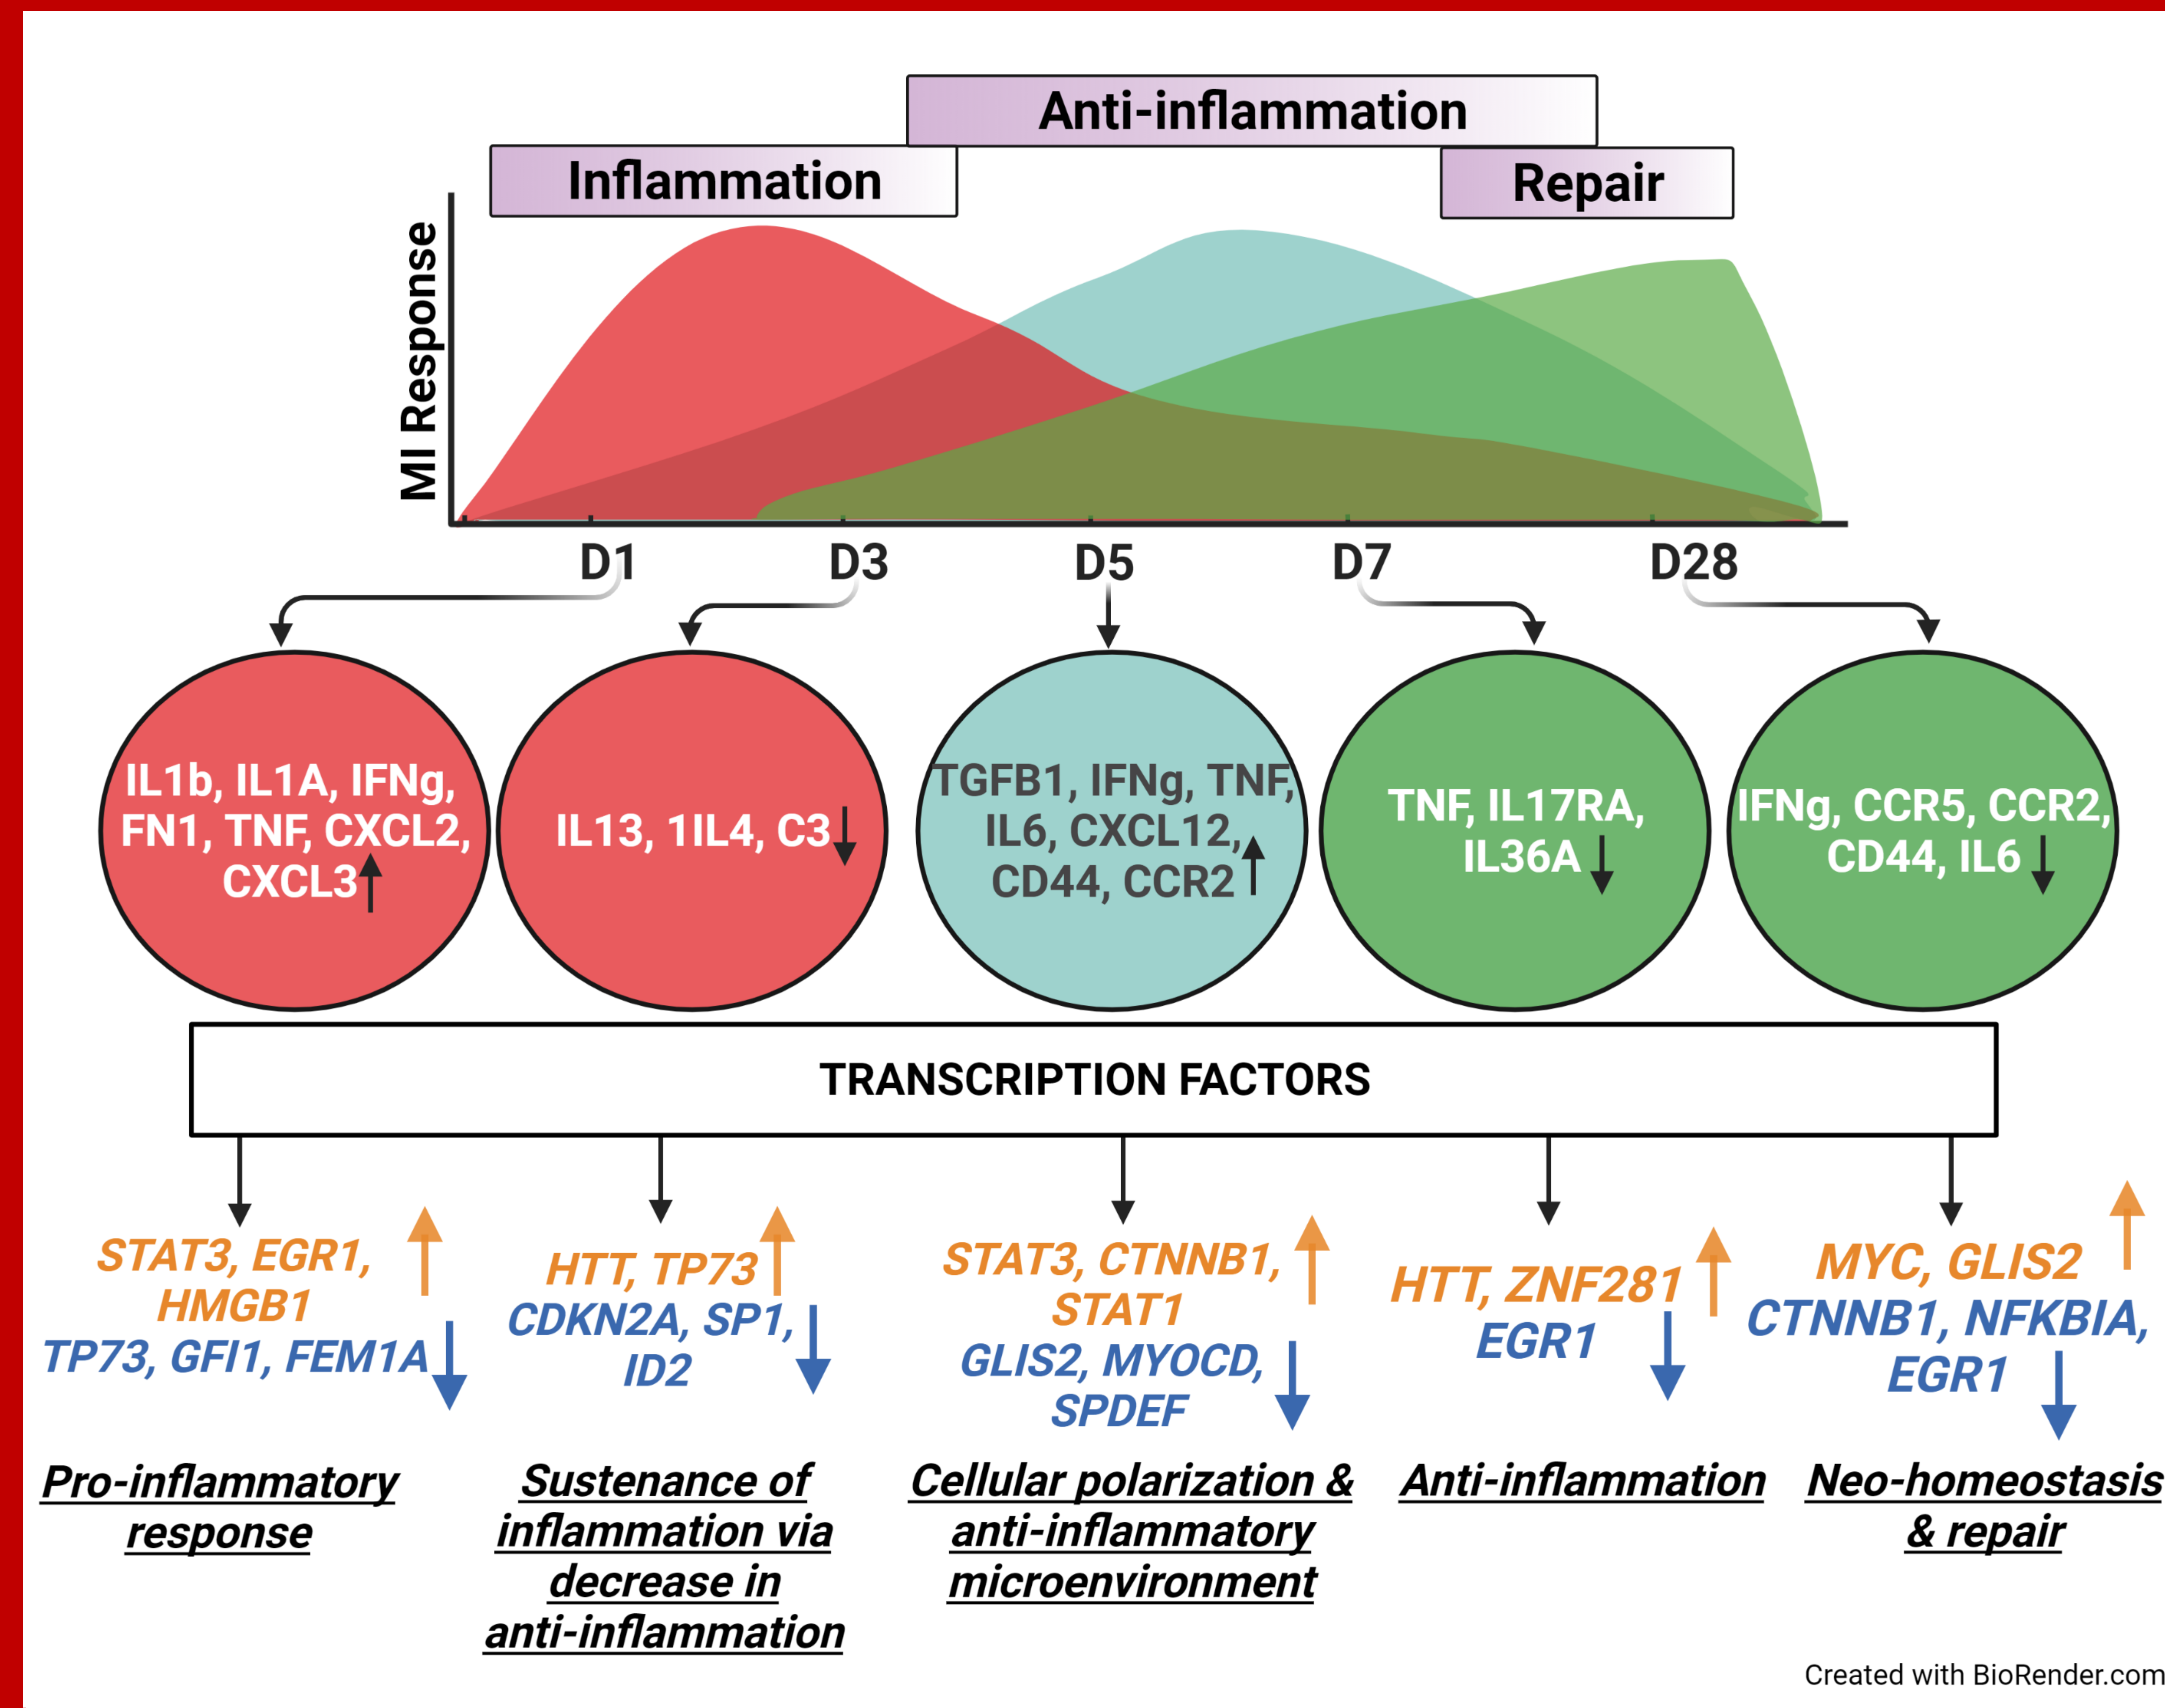 Anti-inflammation
Inflammation
Repair
MI Response
D1
D3
D5
D7
D28
IL1b, IL1A, IFNg,
FN1, TNF, CXCL2,
CXCL3
IL13, 1IL4, C3
TGFB1, IFNg, TNF,
IL6, CXCL12,
CD44, CCR2
TNF, IL17RA,
IL36A
IFNg, CCR5, CCR2,
CD44, IL6
TRANSCRIPTION FACTORS
STAT3, EGR1,
HMGB1
TP73, GFI1, FEM1A
HTT, TP73
CDKN2A, SP1,
ID2
STAT3, CTNNB1,
STAT1
GLIS2, MYOCD,
SPDEF
HTT, ZNF281
EGR1
MYC, GLIS2
CTNNB1, NFKBIA,
EGR1
Pro-inflammatory
response
Sustenance of
inflammation via
decrease in
anti-inflammation
Cellular polarization &
anti-inflammatory
microenvironment
Anti-inflammation
Neo-homeostasis
& repair
Created with BioRender.com